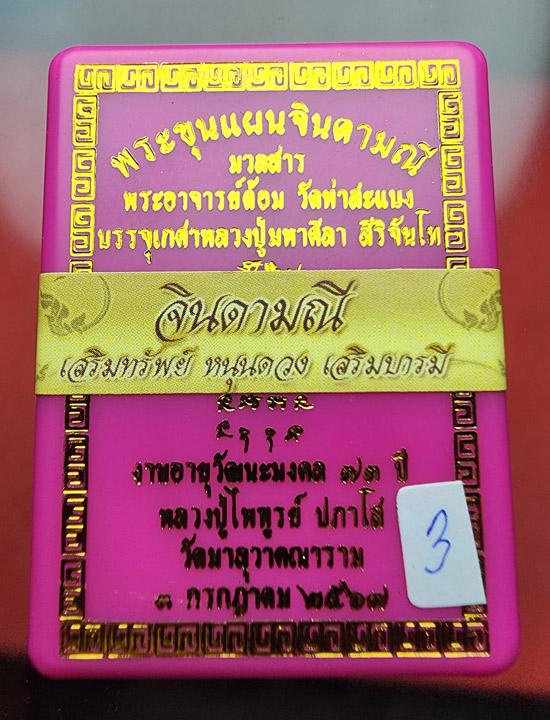 พระขุนแผนจินดามณี
มวลสาร
พระอาจารย์ต้อม วัดท่าสะแบง
บรรจุเกศาหลวงปู่มหาศิลา สิริจันโท
จินดามณี
เสริมทรัพย์ หนุนดวง เสริมบารมี
งานอายุวัฒนะมงคล ๗๓ ปี
หลวงปู่ไพฑูรย์ ปภาโส
วัดมาลุวาคณาราม
๓ กรกฎาคม ๒๕๖๗
3